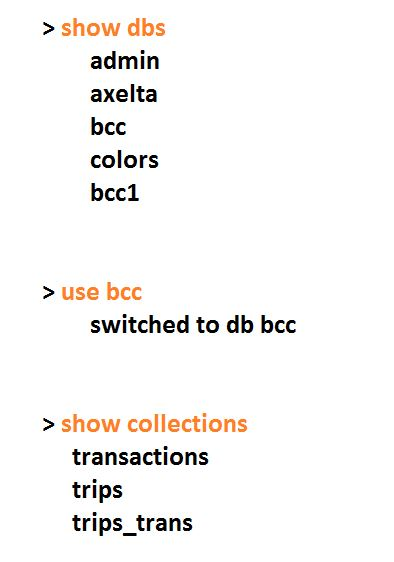 > show dbs
admin
axelta
bcc
colors
bcc1
> use bcc
switched to db bcc
> show collections
transactions
trips
trips_trans